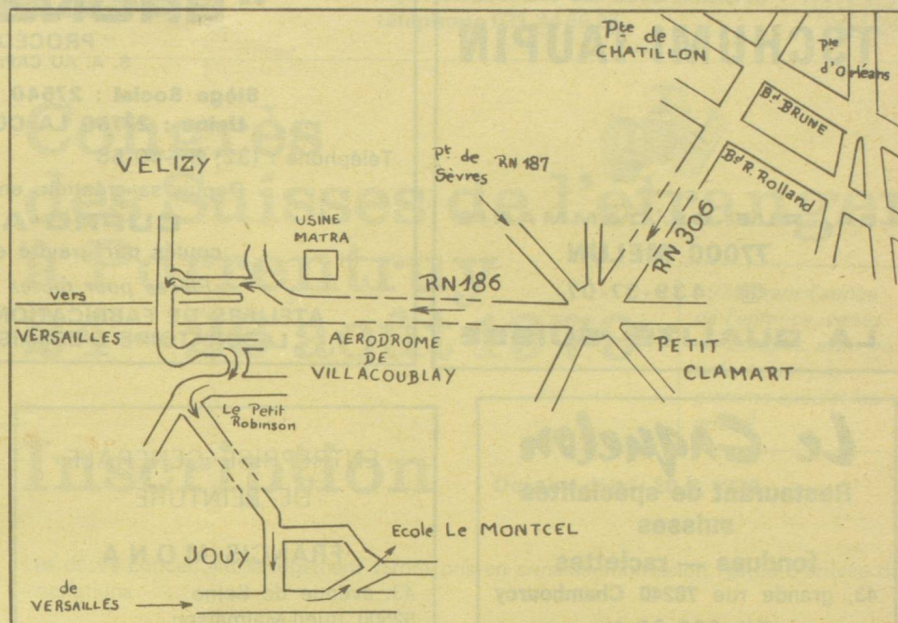 Pte de
CHATILLON
Pte
d'Orléans
Bd BRUNE
Bd R. Rolland
VELIZY
Pt de
Sèvres
RN 187
USINE
MATRA
RN 306
RN186
vers
VERSAILLES
AERODROME
DE
VILLACOUBLAY
PETIT
CLAMART
Le Petit
Robinson
Ecole Le MONTCEL
JOUY
de
VERSAILLES